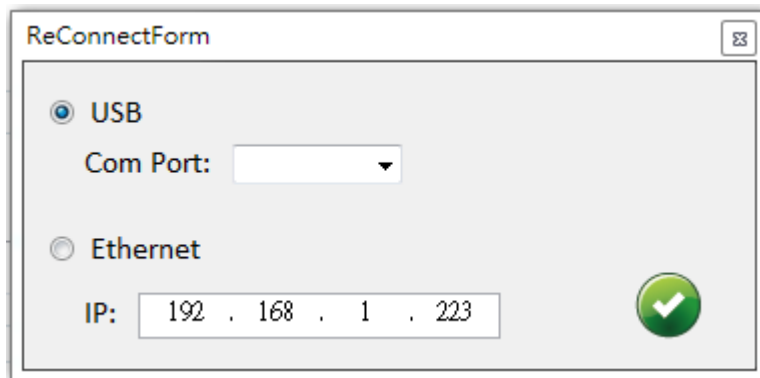 ReConnectForm
USB
Com Port:
Ethernet
IP: 192 . 168 . 1 . 223